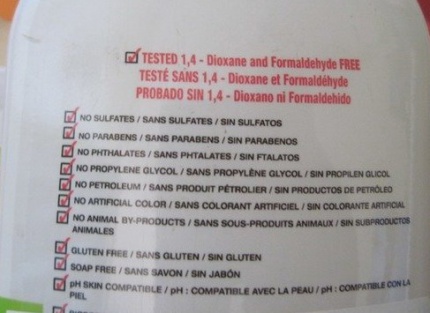 TESTED 1,4 - Dioxane and Formaldehyde FREE
TESTÉ SANS 1,4 - Dioxane et Formaldéhyde
PROBADO SIN 1,4 - Dioxano ni Formaldehido
NO SULFATES / SANS SULFATES / SIN SULFATOS
NO PARABENS / SANS PARABENS / SIN PARABENOS
NO PHTHALATES / SANS PHTALATES / SIN FTALATOS
NO PROPYLENE GLYCOL / SANS PROPYLÈNE GLYCOL / SIN PROPILEN GLICOL
NO PETROLEUM / SANS PRODUIT PÉTROLIER / SIN PRODUCTOS DE PETRÓLEO
NO ARTIFICIAL COLOR / SANS COLORANT ARTIFICIEL / SIN COLORANTE ARTIFICIAL
NO ANIMAL BY-PRODUCTS / SANS SOUS-PRODUITS ANIMAUX / SIN SUBPRODUCTOS
ANIMALES
GLUTEN FREE / SANS GLUTEN / SIN GLUTEN
SOAP FREE / SANS SAVON / SIN JABÓN
pH SKIN COMPATIBLE / pH : COMPATIBLE AVEC LA PEAU / pH : COMPATIBLE CON LA
PIEL